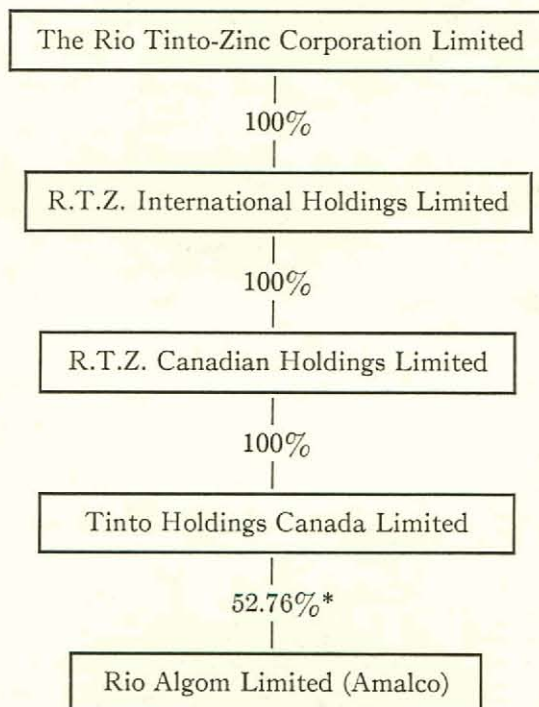 The Rio Tinto-Zinc Corporation Limited
100%
R.T.Z. International Holdings Limited
100%
R.T.Z. Canadian Holdings Limited
100%
Tinto Holdings Canada Limited
52.76%*
Rio Algom Limited (Amalco)